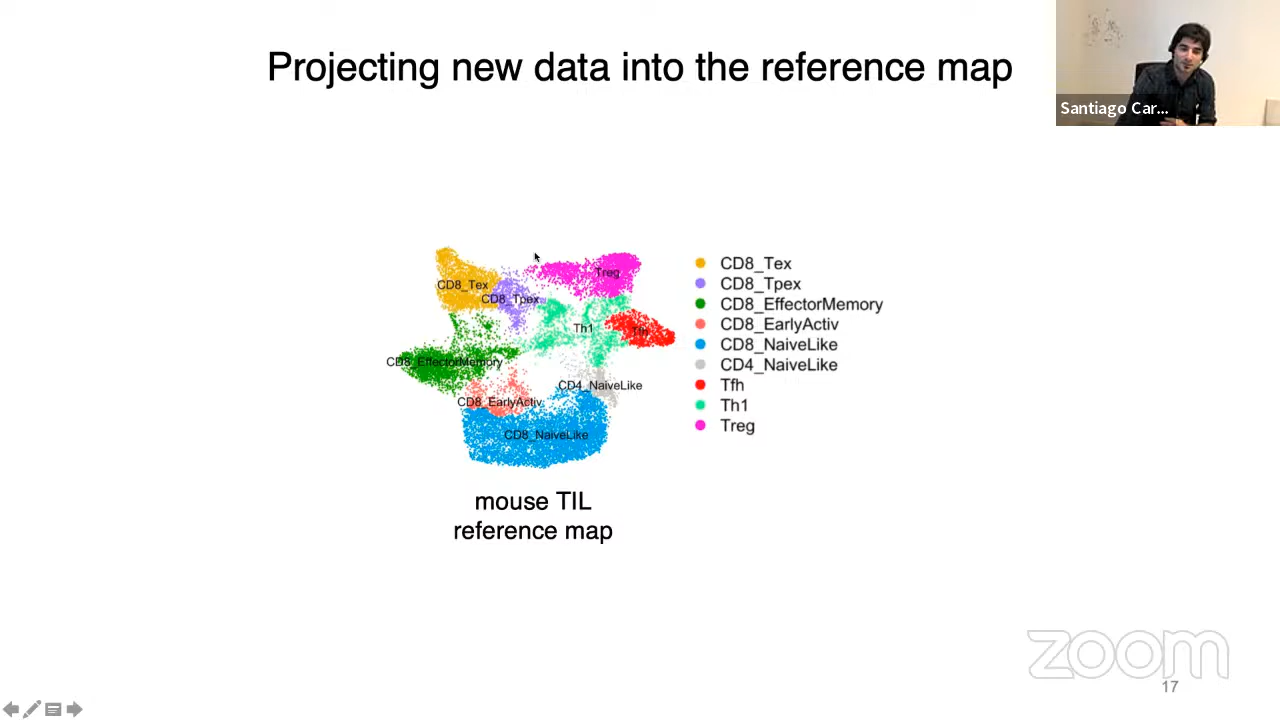 Projecting new data into the reference map
Santiago Car...
CD8_Tex
CD8_Tpex
Treg
Th1
Tfh
CD8_EffectorMemory
CD4_NaiveLike
CD8_EarlyActiv
CD8_NaiveLike
CD8_Tex
CD8_Tpex
CD8_EffectorMemory
CD8_EarlyActiv
CD8_NaiveLike
CD4_NaiveLike
Tfh
Th1
Treg
mouse TIL
reference map
zoom
17